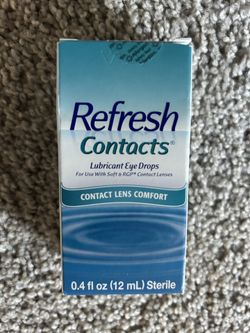 Refresh
Contacts®
Lubricant Eye Drops
For Use With Soft & RGP** Contact Lenses
CONTACT LENS COMFORT
0.4 fl oz (12 mL) Sterile